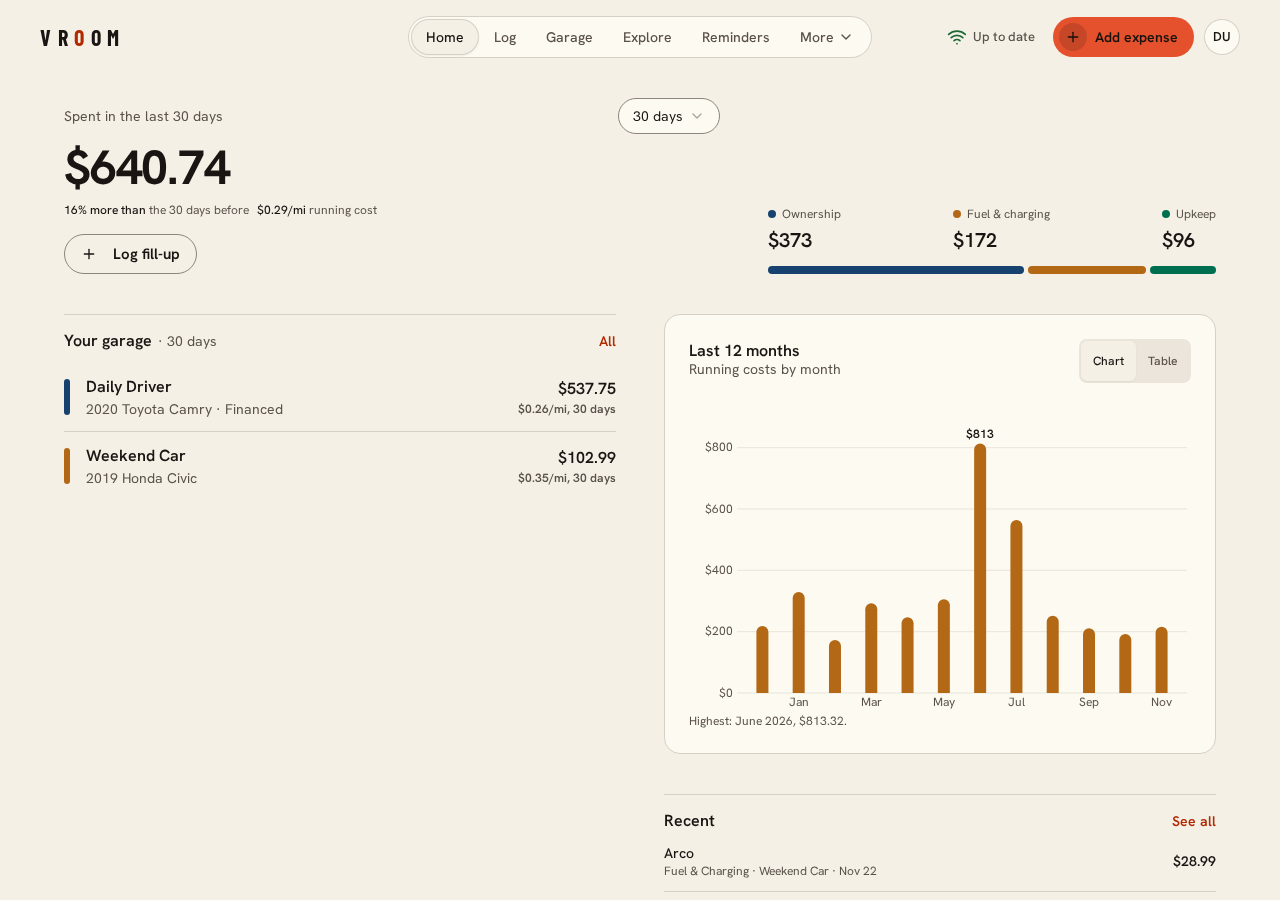 VROOM
Home
Log
Garage
Explore
Reminders
More
Up to date
Add expense
DU
Spent in the last 30 days
30 days
$640.74
16% more than the 30 days before $0.29/mi running cost
Log fill-up
Ownership
$373
Fuel & charging
$172
Upkeep
$96
Your garage · 30 days
All
Daily Driver
$537.75
2020 Toyota Camry · Financed
$0.26/mi, 30 days
Weekend Car
$102.99
2019 Honda Civic
$0.35/mi, 30 days
Last 12 months
Running costs by month
Chart
Table
$813
$800
$600
$400
$200
$0
Jan
Mar
May
Jul
Sep
Nov
Highest: June 2026, $813.32.
Recent
See all
Arco
Fuel & Charging · Weekend Car · Nov 22
$28.99